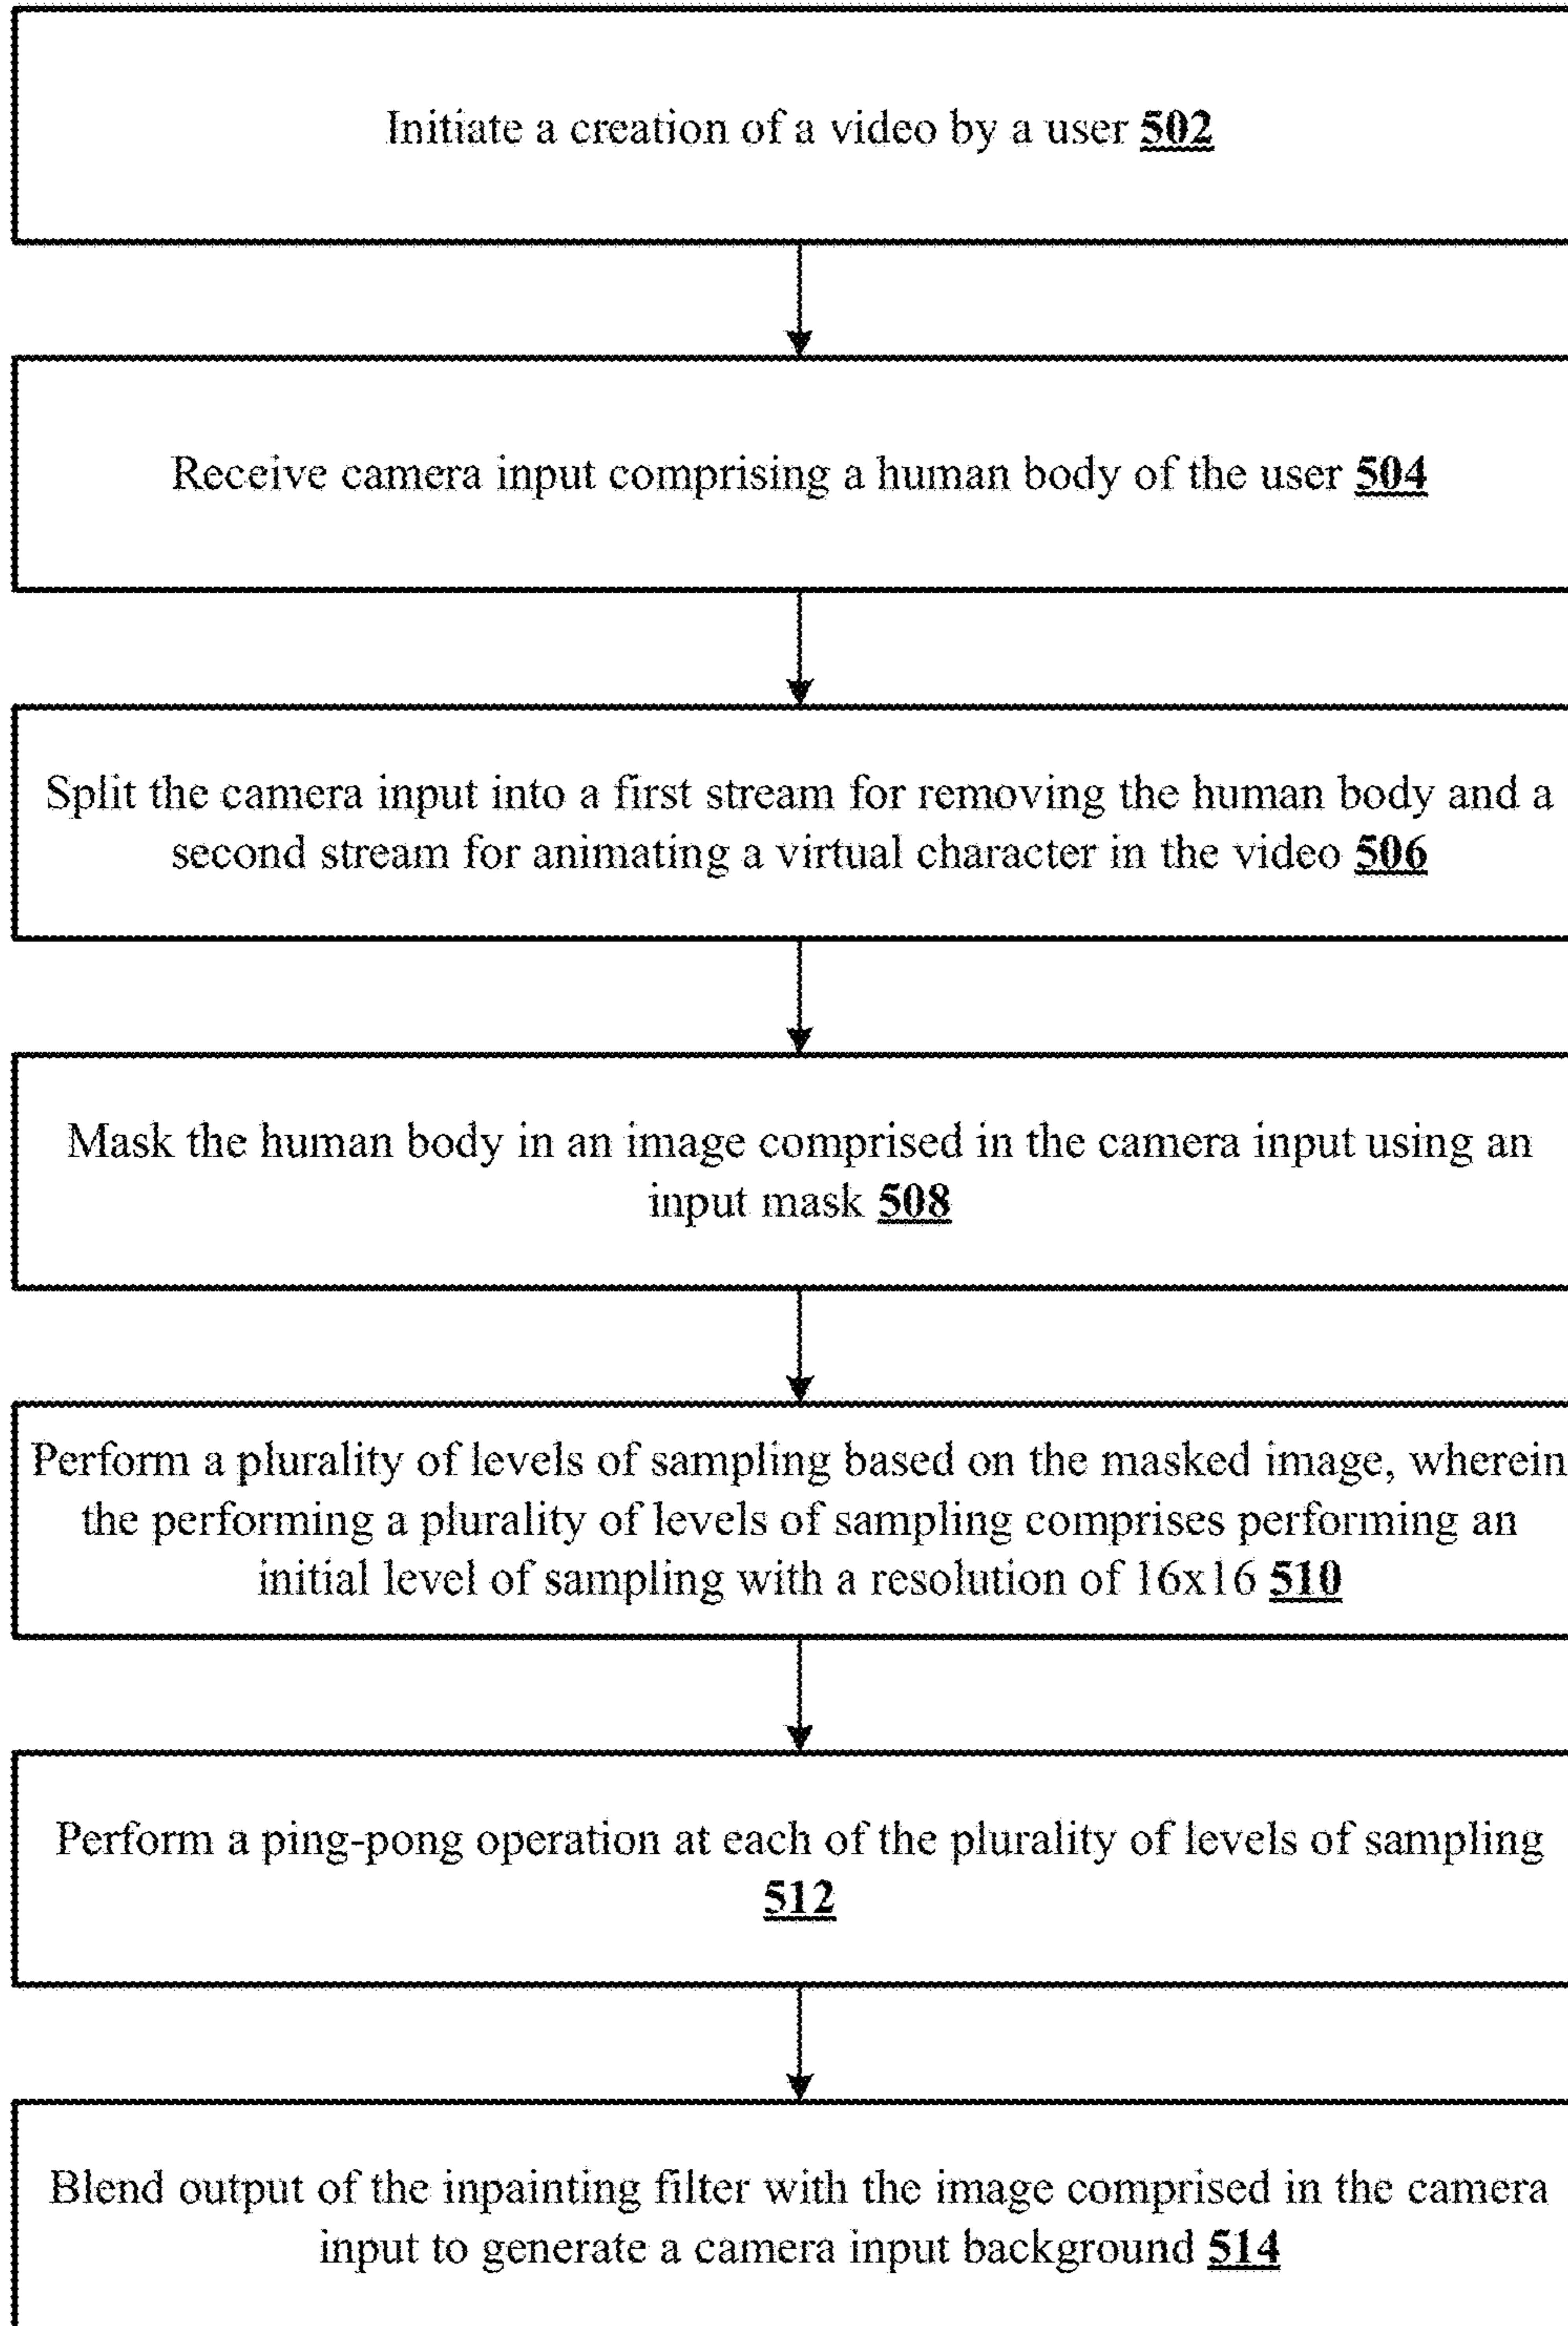 Initiate a creation of a video by a user 502
Receive camera input comprising a human body of the user 504
Split the camera input into a first stream for removing the human body and a
second stream for animating a virtual character in the video 506
Mask the human body in an image comprised in the camera input using an
input mask 508
Perform a plurality of levels of sampling based on the masked image, wherein
the performing a plurality of levels of sampling comprises performing an
initial level of sampling with a resolution of 16x16 510
Perform a ping-pong operation at each of the plurality of levels of sampling
512
Blend output of the inpainting filter with the image comprised in the camera
input to generate a camera input background 514